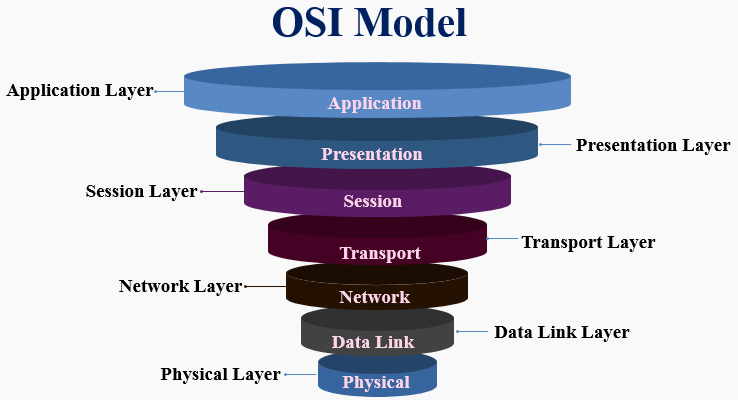 OSI Model
Application Layer
Application
Presentation
Presentation Layer
Session Layer
Session
Transport
Transport Layer
Network Layer
Network
Data Link
Data Link Layer
Physical Layer
Physical